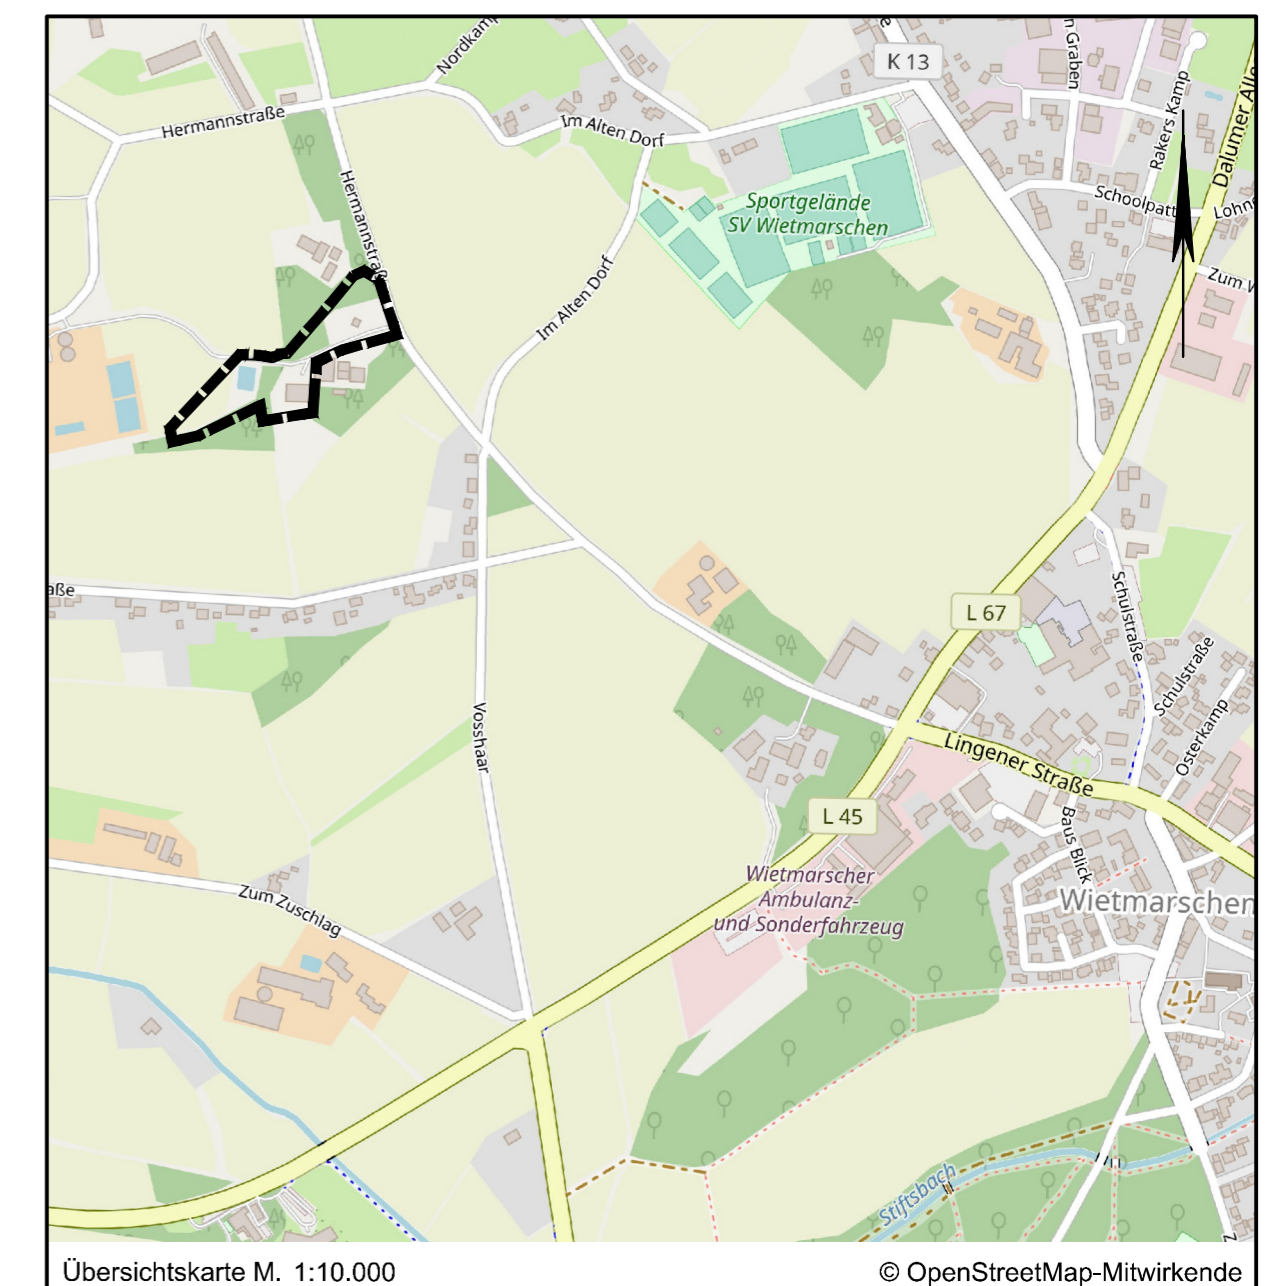 Nordkamp
K 13
n Graben
Rakers Kamp
Dalumer Alle
Hermannstraße
Im Alten Dorf
Hermannstraße
Sportgelände
SV Wietmarschen
Schoolpatt
Lohn
Zum W
Im Alten Dorf
aße
L 67
Schulstraße
Schulstraße
Osterkamp
Vosshaar
Lingener Straße
L 45
Baus Blick
Wietmarscher
Ambulanz-
und Sonderfahrzeug
Wietmarschen
Zum Zuschlag
Stiftsbach
Übersichtskarte M. 1:10.000
© OpenStreetMap-Mitwirkende